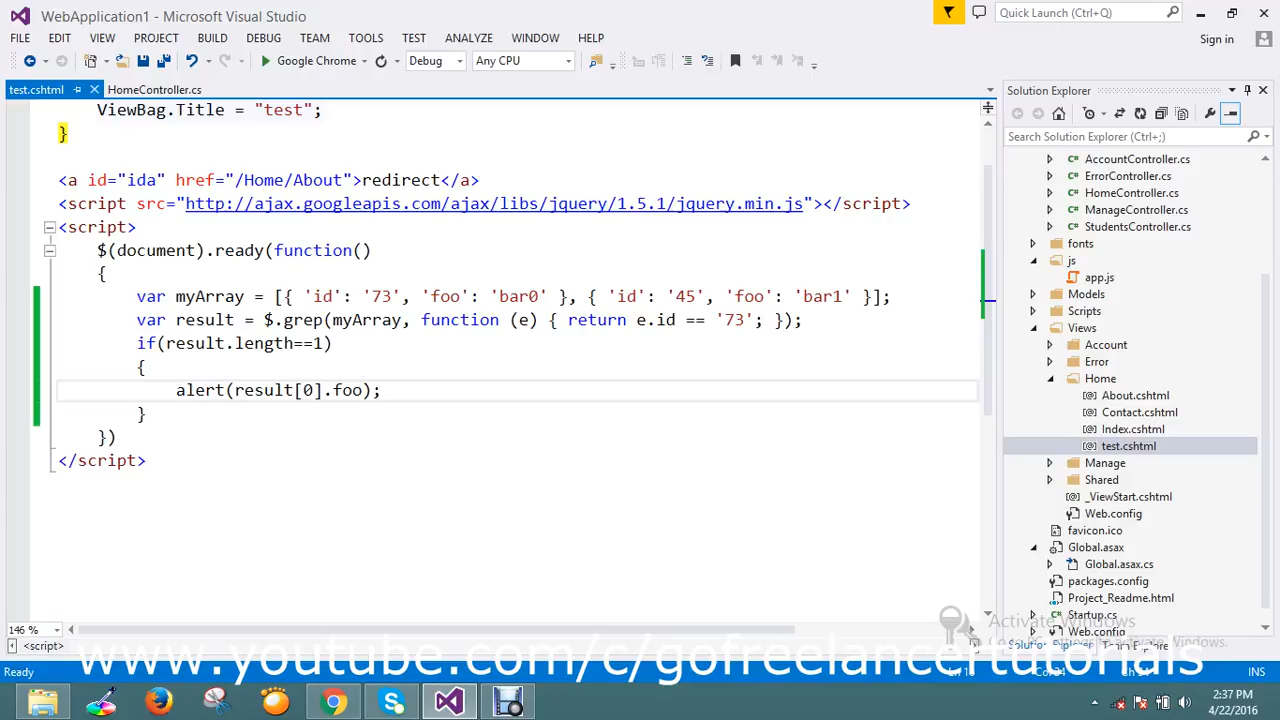 WebApplication1 - Microsoft Visual Studio
Quick Launch (Ctrl+Q)
FILE EDIT VIEW PROJECT BUILD DEBUG TEAM TOOLS TEST ANALYZE WINDOW HELP
Sign in
Google Chrome Debug Any CPU
test.cshtml HomeController.cs
ViewBag.Title = "test";
}
<a id="ida" href="/Home/About">redirect</a>
<script src="http://ajax.googleapis.com/ajax/libs/jquery/1.5.1/jquery.min.js"></script>
<script>
$(document).ready(function()
{
var myArray = [{ 'id': '73', 'foo': 'bar0' }, { 'id': '45', 'foo': 'bar1' }];
var result = $.grep(myArray, function (e) { return e.id == '73'; });
if(result.length==1)
{
alert(result[0].foo);
}
})
</script>
146 %
<script>
Solution Explorer
Search Solution Explorer (Ctrl+;)
AccountController.cs
ErrorController.cs
HomeController.cs
ManageController.cs
StudentsController.cs
fonts
js
app.js
Models
Scripts
Views
Account
Error
Home
About.cshtml
Contact.cshtml
Index.cshtml
test.cshtml
Manage
Shared
_ViewStart.cshtml
Web.config
favicon.ico
Global.asax
Global.asax.cs
packages.config
Project_Readme.html
Startup.cs
Web.config
Activate Windows
Activate Windows.
Solution Explorer Team Explorer
www.youtube.com/c/gofreelancertutorials
Ready
INS
2:37 PM
4/22/2016